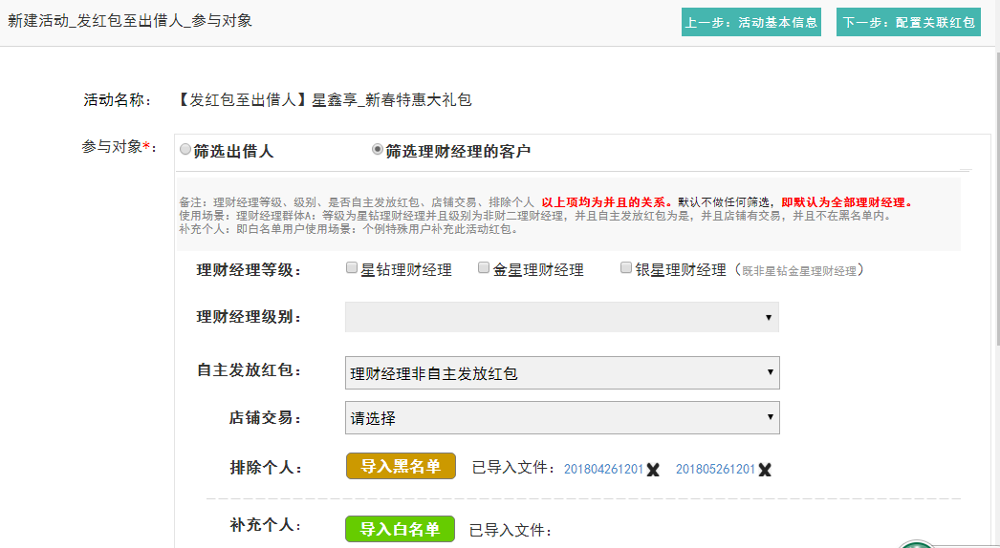 新建活动_发红包至出借人_参与对象
上一步：活动基本信息
下一步：配置关联红包
活动名称：
【发红包至出借人】星鑫享_新春特惠大礼包
参与对象*：
筛选出借人
筛选理财经理的客户
备注：理财经理等级、级别、是否自主发放红包、店铺交易、排除个人 以上项均为并且的关系。默认不做任何筛选，即默认为全部理财经理。
使用场景：理财经理群体A：等级为星钻理财经理并且级别为非财二理财经理，并且自主发放红包为是，并且店铺有交易，并且不在黑名单内。
补充个人：即白名单用户使用场景：个例特殊用户补充此活动红包。
理财经理等级：
星钻理财经理
金星理财经理
银星理财经理（既非星钻金星理财经理）
理财经理级别：
自主发放红包：
理财经理非自主发放红包
店铺交易：
请选择
排除个人：
导入黑名单
已导入文件：
201804261201
201805261201
补充个人：
导入白名单
已导入文件：